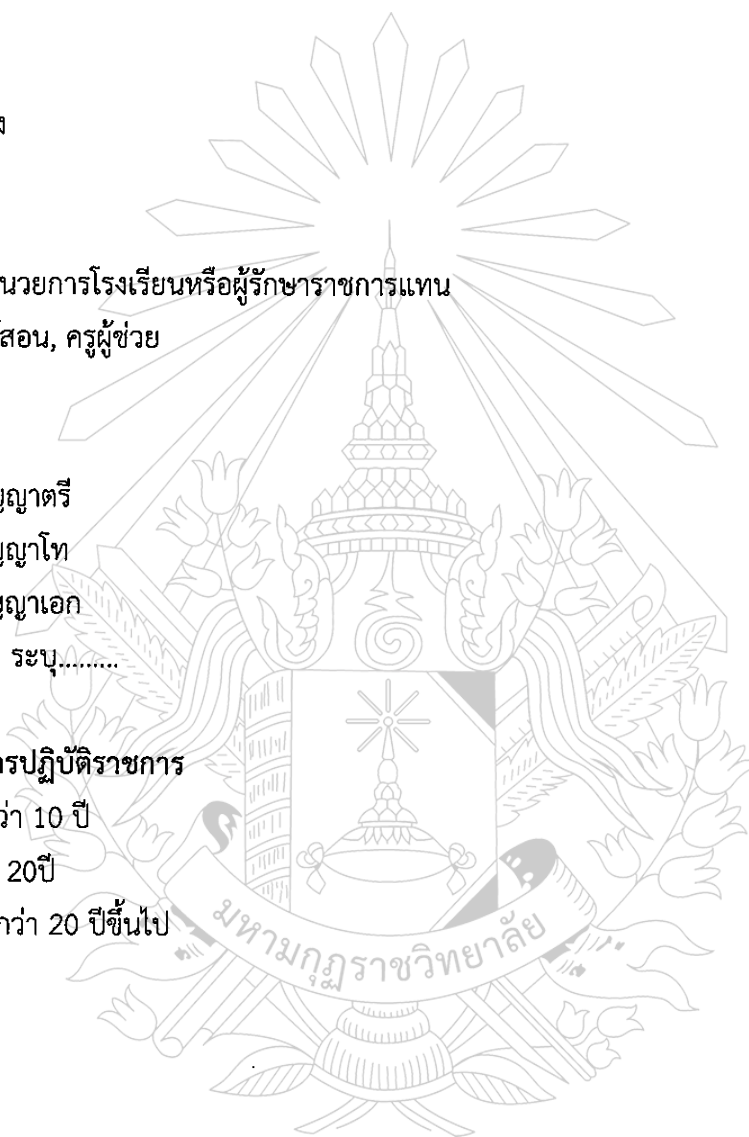 ง
นวยการโรงเรียนหรือผู้รักษาราชการแทน
สอน, ครูผู้ช่วย
ญญาตรี
ญญาโท
ญญาเอก
ระบุ.........
ารปฏิบัติราชการ
ว่า 10 ปี
20ปี
กว่า 20 ปีขึ้นไป
มหามกุฏราชวิทยาลัย